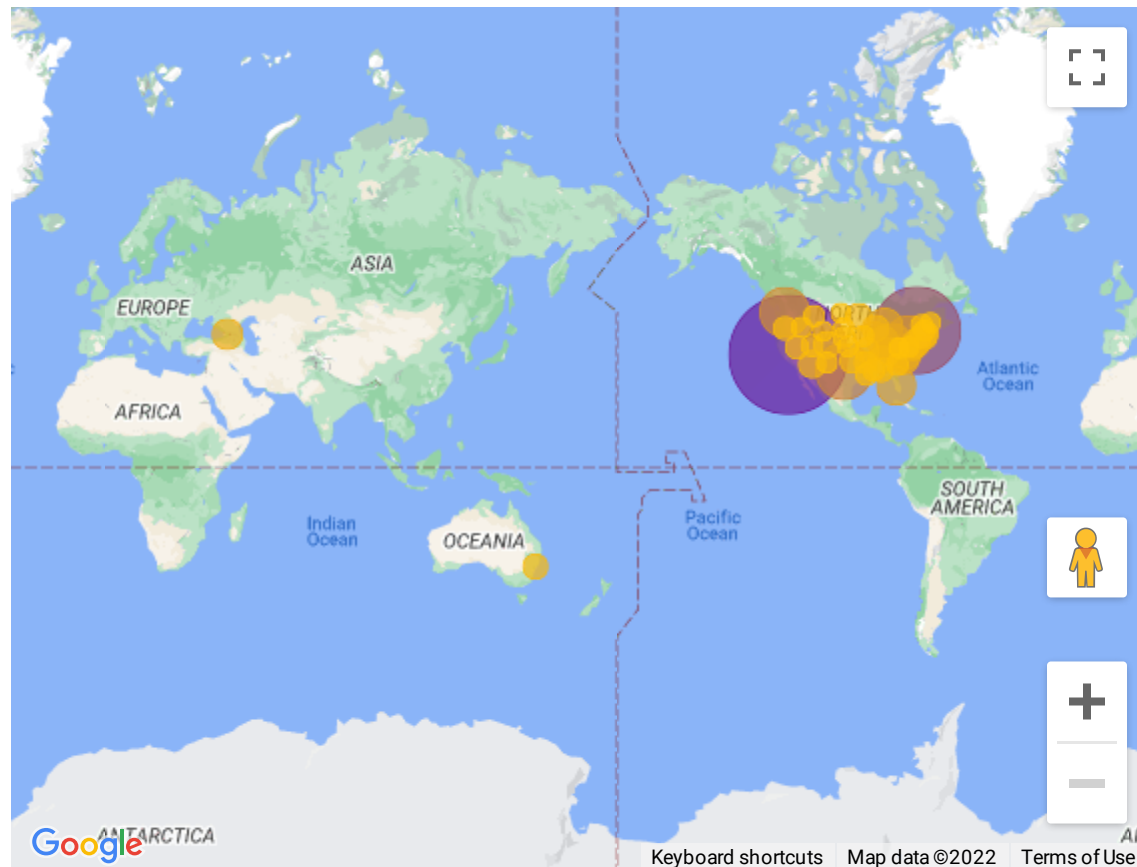 ASIA
EUROPE
NORTH
Atlantic
Ocean
AFRICA
SOUTH
AMERICA
Indian
Ocean
Pacific
Ocean
OCEANIA
ANTARCTICA
Google
Keyboard shortcuts
Map data ©2022
Terms of Use